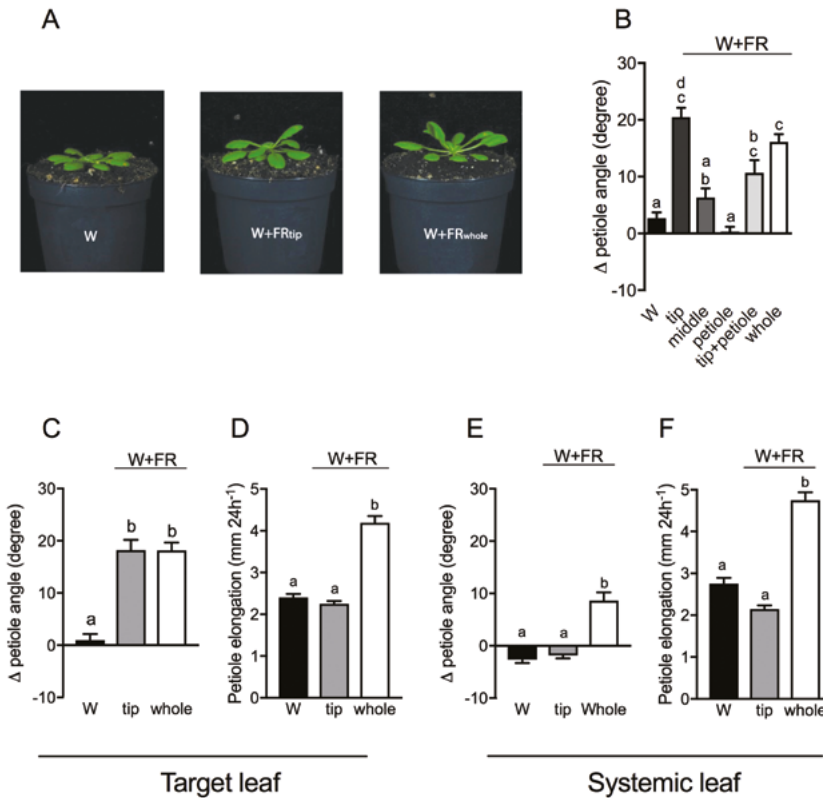 A
W
W+FRtip
W+FRwhole
B
W+FR
Δ petiole angle (degree)
30
20
10
0
-10
a
d
c
a
b
a
b
c
c
W
tip
middle
petiole
tip+petiole
whole
C
W+FR
Δ petiole angle (degree)
30
20
10
0
-10
a
b
b
W
tip
whole
D
W+FR
Petiole elongation (mm 24h⁻¹)
5
4
3
2
1
0
a
a
b
W
tip
whole
Target leaf
E
W+FR
Δ petiole angle (degree)
30
20
10
0
-10
a
a
b
W
tip
Whole
F
W+FR
Petiole elongation (mm 24h⁻¹)
5
4
3
2
1
0
a
a
b
W
tip
whole
Systemic leaf